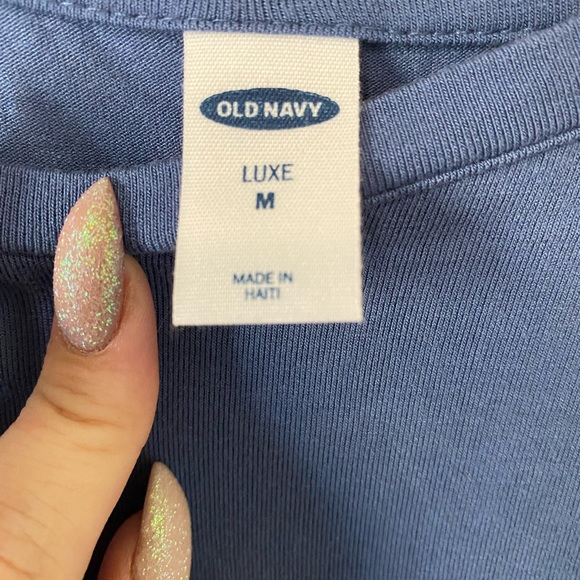 OLD NAVY
LUXE
M
MADE IN
HAITI